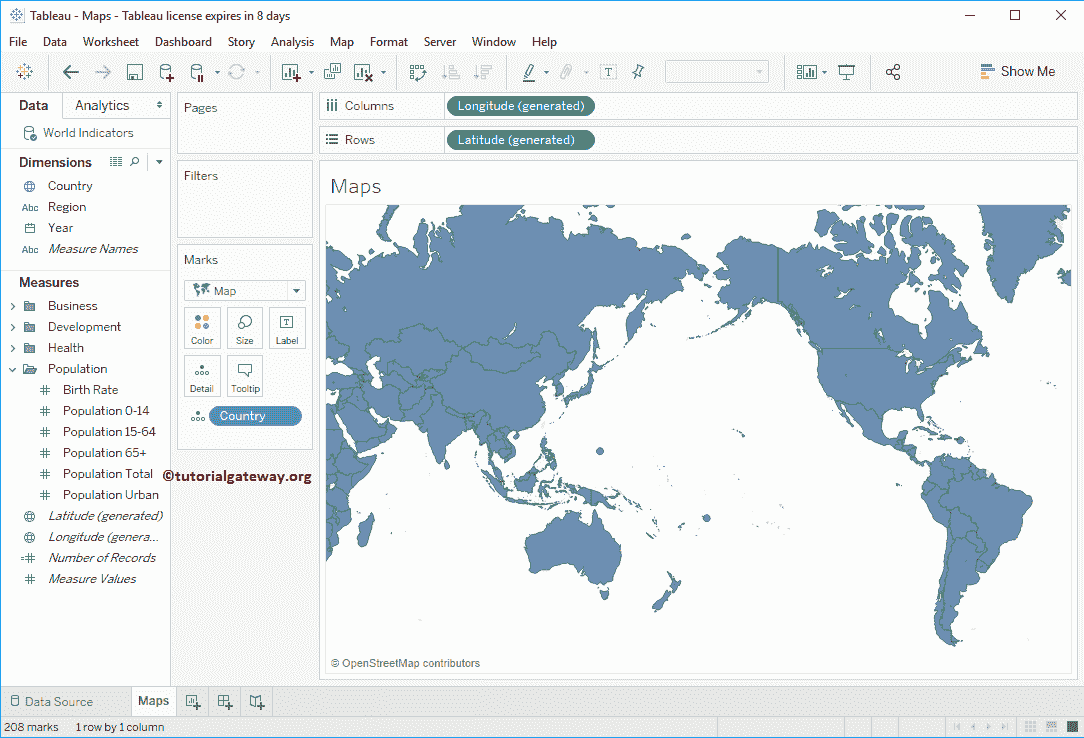 Tableau - Maps - Tableau license expires in 8 days
File Data Worksheet Dashboard Story Analysis Map Format Server Window Help
Show Me
Data Analytics
World Indicators
Dimensions
Country
Abc Region
Year
Abc Measure Names
Measures
Business
Development
Health
Population
Birth Rate
Population 0-14
Population 15-64
Population 65+
Population Total
Population Urban
Latitude (generated)
Longitude (genera...
Number of Records
Measure Values
Pages
Filters
Marks
Map
Color Size Label
Detail Tooltip
Country
©tutorialgateway.org
Columns Longitude (generated)
Rows Latitude (generated)
Maps
© OpenStreetMap contributors
Data Source Maps
208 marks 1 row by 1 column